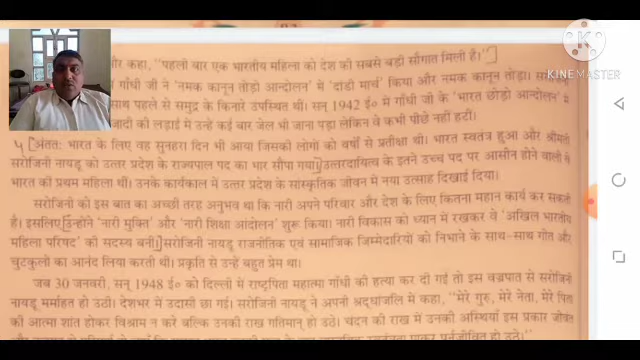 और कहा, "पहली बार एक भारतीय महिला को देश की सबसे बड़ी सौगात मिली है।"]
गाँधी जी ने 'नमक कानून तोड़ो आन्दोलन' में 'दांडी मार्च' किया और नमक कानून तोड़ा।
साथ पहले से समुद्र के किनारे उपस्थित थीं। सन् 1942 ई० में गाँधी जी के 'भारत छोड़ो आन्दोलन' में
की लड़ाई में उन्हें कई बार जेल भी जाना पड़ा लेकिन वे कभी पीछे नहीं हटीं।
५ [अंततः भारत के लिए वह सुनहरा दिन भी आया जिसकी लोगों को वर्षों से प्रतीक्षा थी। भारत स्वतंत्र हुआ और श्रीमती
सरोजिनी नायडू को उत्तर प्रदेश के राज्यपाल पद का भार सौंपा गया।]उत्तरदायित्व के इतने उच्च पद पर आसीन होने वाली वे
भारत की प्रथम महिला थीं। उनके कार्यकाल में उत्तर प्रदेश के सांस्कृतिक जीवन में नया उत्साह दिखाई दिया।
सरोजिनी को इस बात का अच्छी तरह अनुभव था कि नारी अपने परिवार और देश के लिए कितना महान कार्य कर सकती
है। इसलिए [उन्होंने 'नारी मुक्ति' और 'नारी शिक्षा आंदोलन' शुरू किया। नारी विकास को ध्यान में रखकर वे 'अखिल भारतीय
महिला परिषद' की सदस्य बनीं।]सरोजिनी नायडू राजनीतिक एवं सामाजिक जिम्मेदारियों को निभाने के साथ-साथ गीत और
चुटकुलों का आनंद लिया करती थीं। प्रकृति से उन्हें बहुत प्रेम था।
जब 30 जनवरी, सन् 1948 ई० को दिल्ली में राष्ट्रपिता महात्मा गाँधी की हत्या कर दी गई तो इस वज्रपात से सरोजिनी
नायडू मर्माहत हो उठीं। देशभर में उदासी छा गई। सरोजिनी नायडू ने अपनी श्रद्धांजलि में कहा, "मेरे गुरु, मेरे नेता, मेरे पिता
की आत्मा शांत होकर विश्राम न करे बल्कि उनकी राख गतिमान हो उठे। चंदन की राख में उनकी अस्थियाँ इस प्रकार जीवंत
KINEMASTER